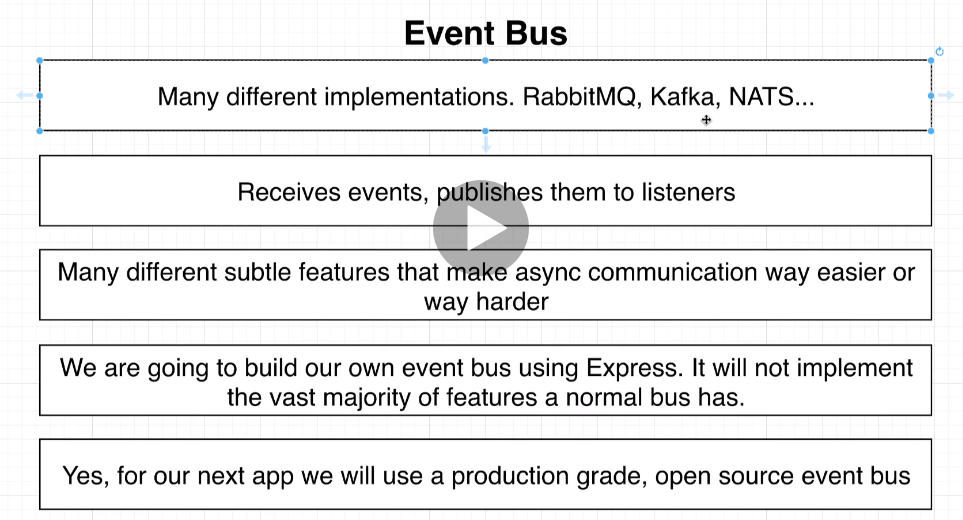 Event Bus
Many different implementations. RabbitMQ, Kafka, NATS...
Receives events, publishes them to listeners
Many different subtle features that make async communication way easier or
way harder
We are going to build our own event bus using Express. It will not implement
the vast majority of features a normal bus has.
Yes, for our next app we will use a production grade, open source event bus